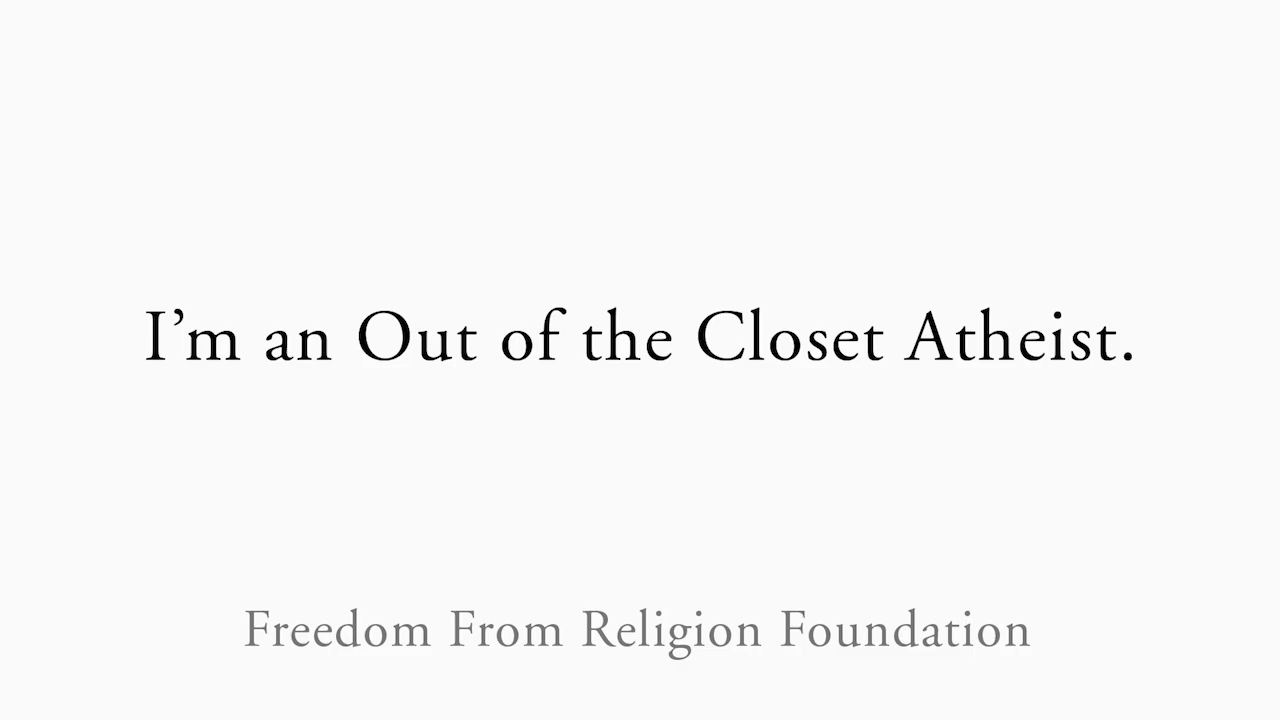 I’m an Out of the Closet Atheist.
Freedom From Religion Foundation